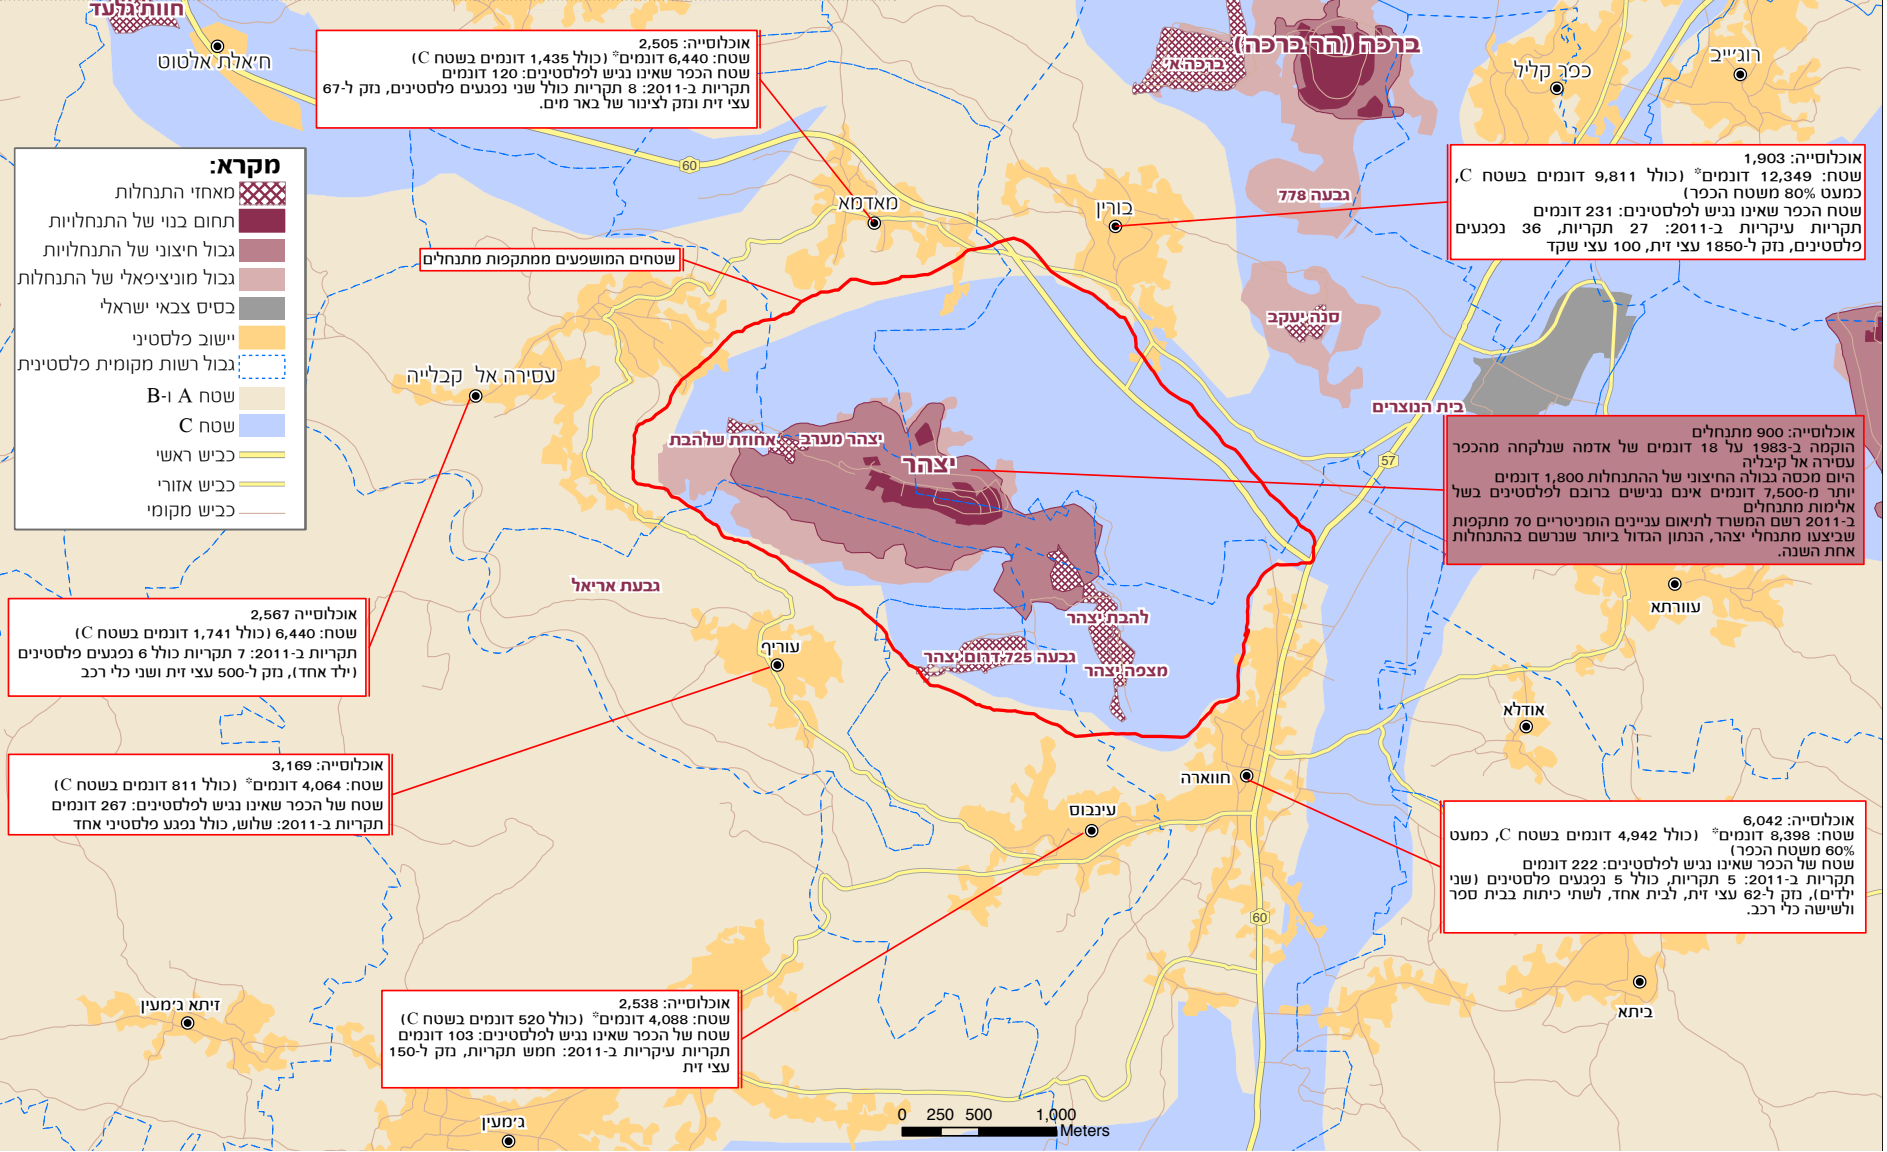 חוות גלעד
ח׳אלת אלטוט
אוכלוסייה: 2,505
שטח: 6,440 דונמים* (כולל 1,435 דונמים בשטח C)
שטח הכפר שאינו נגיש לפלסטינים: 120 דונמים
תקריות ב-2011: 8 תקריות כולל שני נפגעים פלסטינים, נזק ל-67
עצי זית ונזק לצינור של באר מים.
ברכה (הר ברכה)
ברכה א׳
כפר קליל
רוג׳ייב
60
מקרא:
מאחזי התנחלות
תחום בנוי של התנחלויות
גבול חיצוני של התנחלויות
גבול מוניציפאלי של התנחלות
בסיס צבאי ישראלי
יישוב פלסטיני
גבול רשות מקומית פלסטינית
שטח A ו-B
שטח C
כביש ראשי
כביש אזורי
כביש מקומי
אוכלוסייה: 1,903
שטח: 12,349 דונמים* (כולל 9,811 דונמים בשטח C,
כמעט 80% משטח הכפר)
שטח הכפר שאינו נגיש לפלסטינים: 231 דונמים
תקריות עיקריות ב-2011: 27 תקריות, 36 נפגעים
פלסטינים, נזק ל-1850 עצי זית, 100 עצי שקד
מאדמא
בורין
גבעה 778
שטחים המושפעים ממתקפות מתנחלים
סנה יעקב
עסירה אל קבלייה
בית הנוצרים
אחוזת שלהבת
יצהר מערב
יצהר
57
אוכלוסייה: 900 מתנחלים
הוקמה ב-1983 על 18 דונמים של אדמה שנלקחה מהכפר
עסירה אל קיבליה
היום מכסה גבולה החיצוני של ההתנחלות 1,800 דונמים
יותר מ-7,500 דונמים אינם נגישים ברובם לפלסטינים בשל
אלימות מתנחלים
ב-2011 רשם המשרד לתיאום עניינים הומניטריים 70 מתקפות
שביצעו מתנחלי יצהר, הנתון הגדול ביותר שנרשם בהתנחלות
אחת השנה.
גבעת אריאל
עוורתא
להבת יצהר
אוכלוסייה 2,567
שטח: 6,440 (כולל 1,741 דונמים בשטח C)
תקריות ב-2011: 7 תקריות כולל 6 נפגעים פלסטינים
(ילד אחד), נזק ל-500 עצי זית ושני כלי רכב
עוריף
גבעה 725 דרום יצהר
מצפה יצהר
אודלא
אוכלוסייה: 3,169
שטח: 4,064 דונמים* (כולל 811 דונמים בשטח C)
שטח של הכפר שאינו נגיש לפלסטינים: 267 דונמים
תקריות ב-2011: שלוש, כולל נפגע פלסטיני אחד
חווארה
עינבוס
אוכלוסייה: 6,042
שטח: 8,398 דונמים* (כולל 4,942 דונמים בשטח C, כמעט
60% משטח הכפר)
שטח של הכפר שאינו נגיש לפלסטינים: 222 דונמים
תקריות ב-2011: 5 תקריות, כולל 5 נפגעים פלסטינים (שני
ילדים), נזק ל-62 עצי זית, לבית אחד, לשתי כיתות בבית ספר
ולשישה כלי רכב.
60
זיתא ג׳מעין
אוכלוסייה: 2,538
שטח: 4,088 דונמים* (כולל 520 דונמים בשטח C)
שטח של הכפר שאינו נגיש לפלסטינים: 103 דונמים
תקריות עיקריות ב-2011: חמש תקריות, נזק ל-150
עצי זית
ביתא
ג׳מעין
0 250 500 1,000
Meters